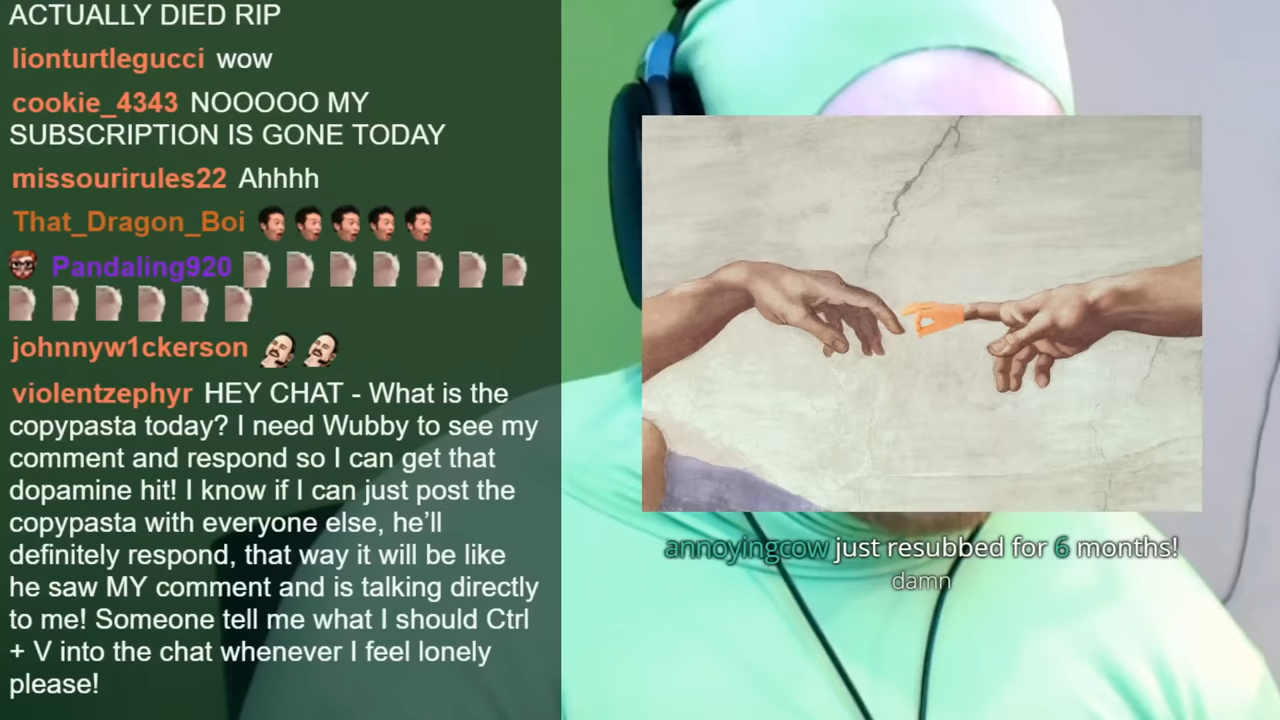 ACTUALLY DIED RIP
lionturtlegucci wow
cookie_4343 NOOOOO MY
SUBSCRIPTION IS GONE TODAY
missourirules22 Ahhhh
That_Dragon_Boi
Pandaling920
johnnyw1ckerson
violentzephyr HEY CHAT - What is the
copypasta today? I need Wubby to see my
comment and respond so I can get that
dopamine hit! I know if I can just post the
copypasta with everyone else, he’ll
definitely respond, that way it will be like
he saw MY comment and is talking directly
to me! Someone tell me what I should Ctrl
+ V into the chat whenever I feel lonely
please!
annoyingcow just resubbed for 6 months!
damn